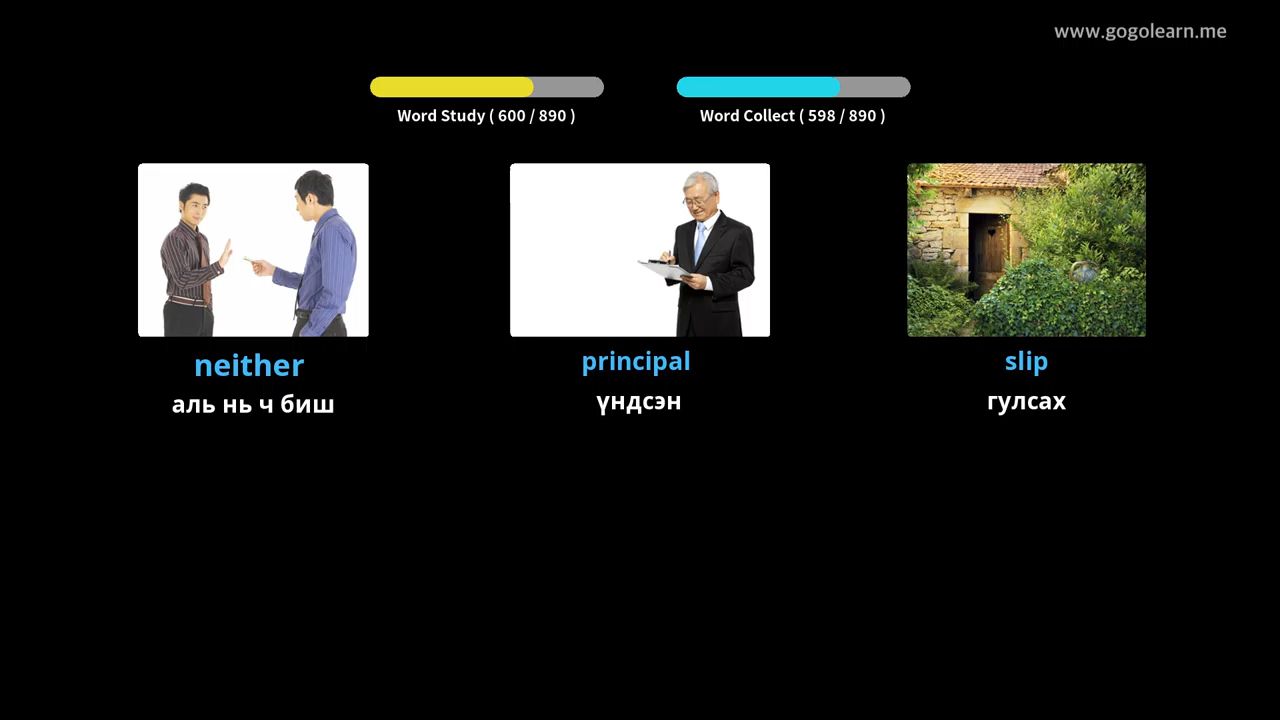 www.gogolearn.me
Word Study ( 600 / 890 )
Word Collect ( 598 / 890 )
neither
аль нь ч биш
principal
үндсэн
slip
гулсах